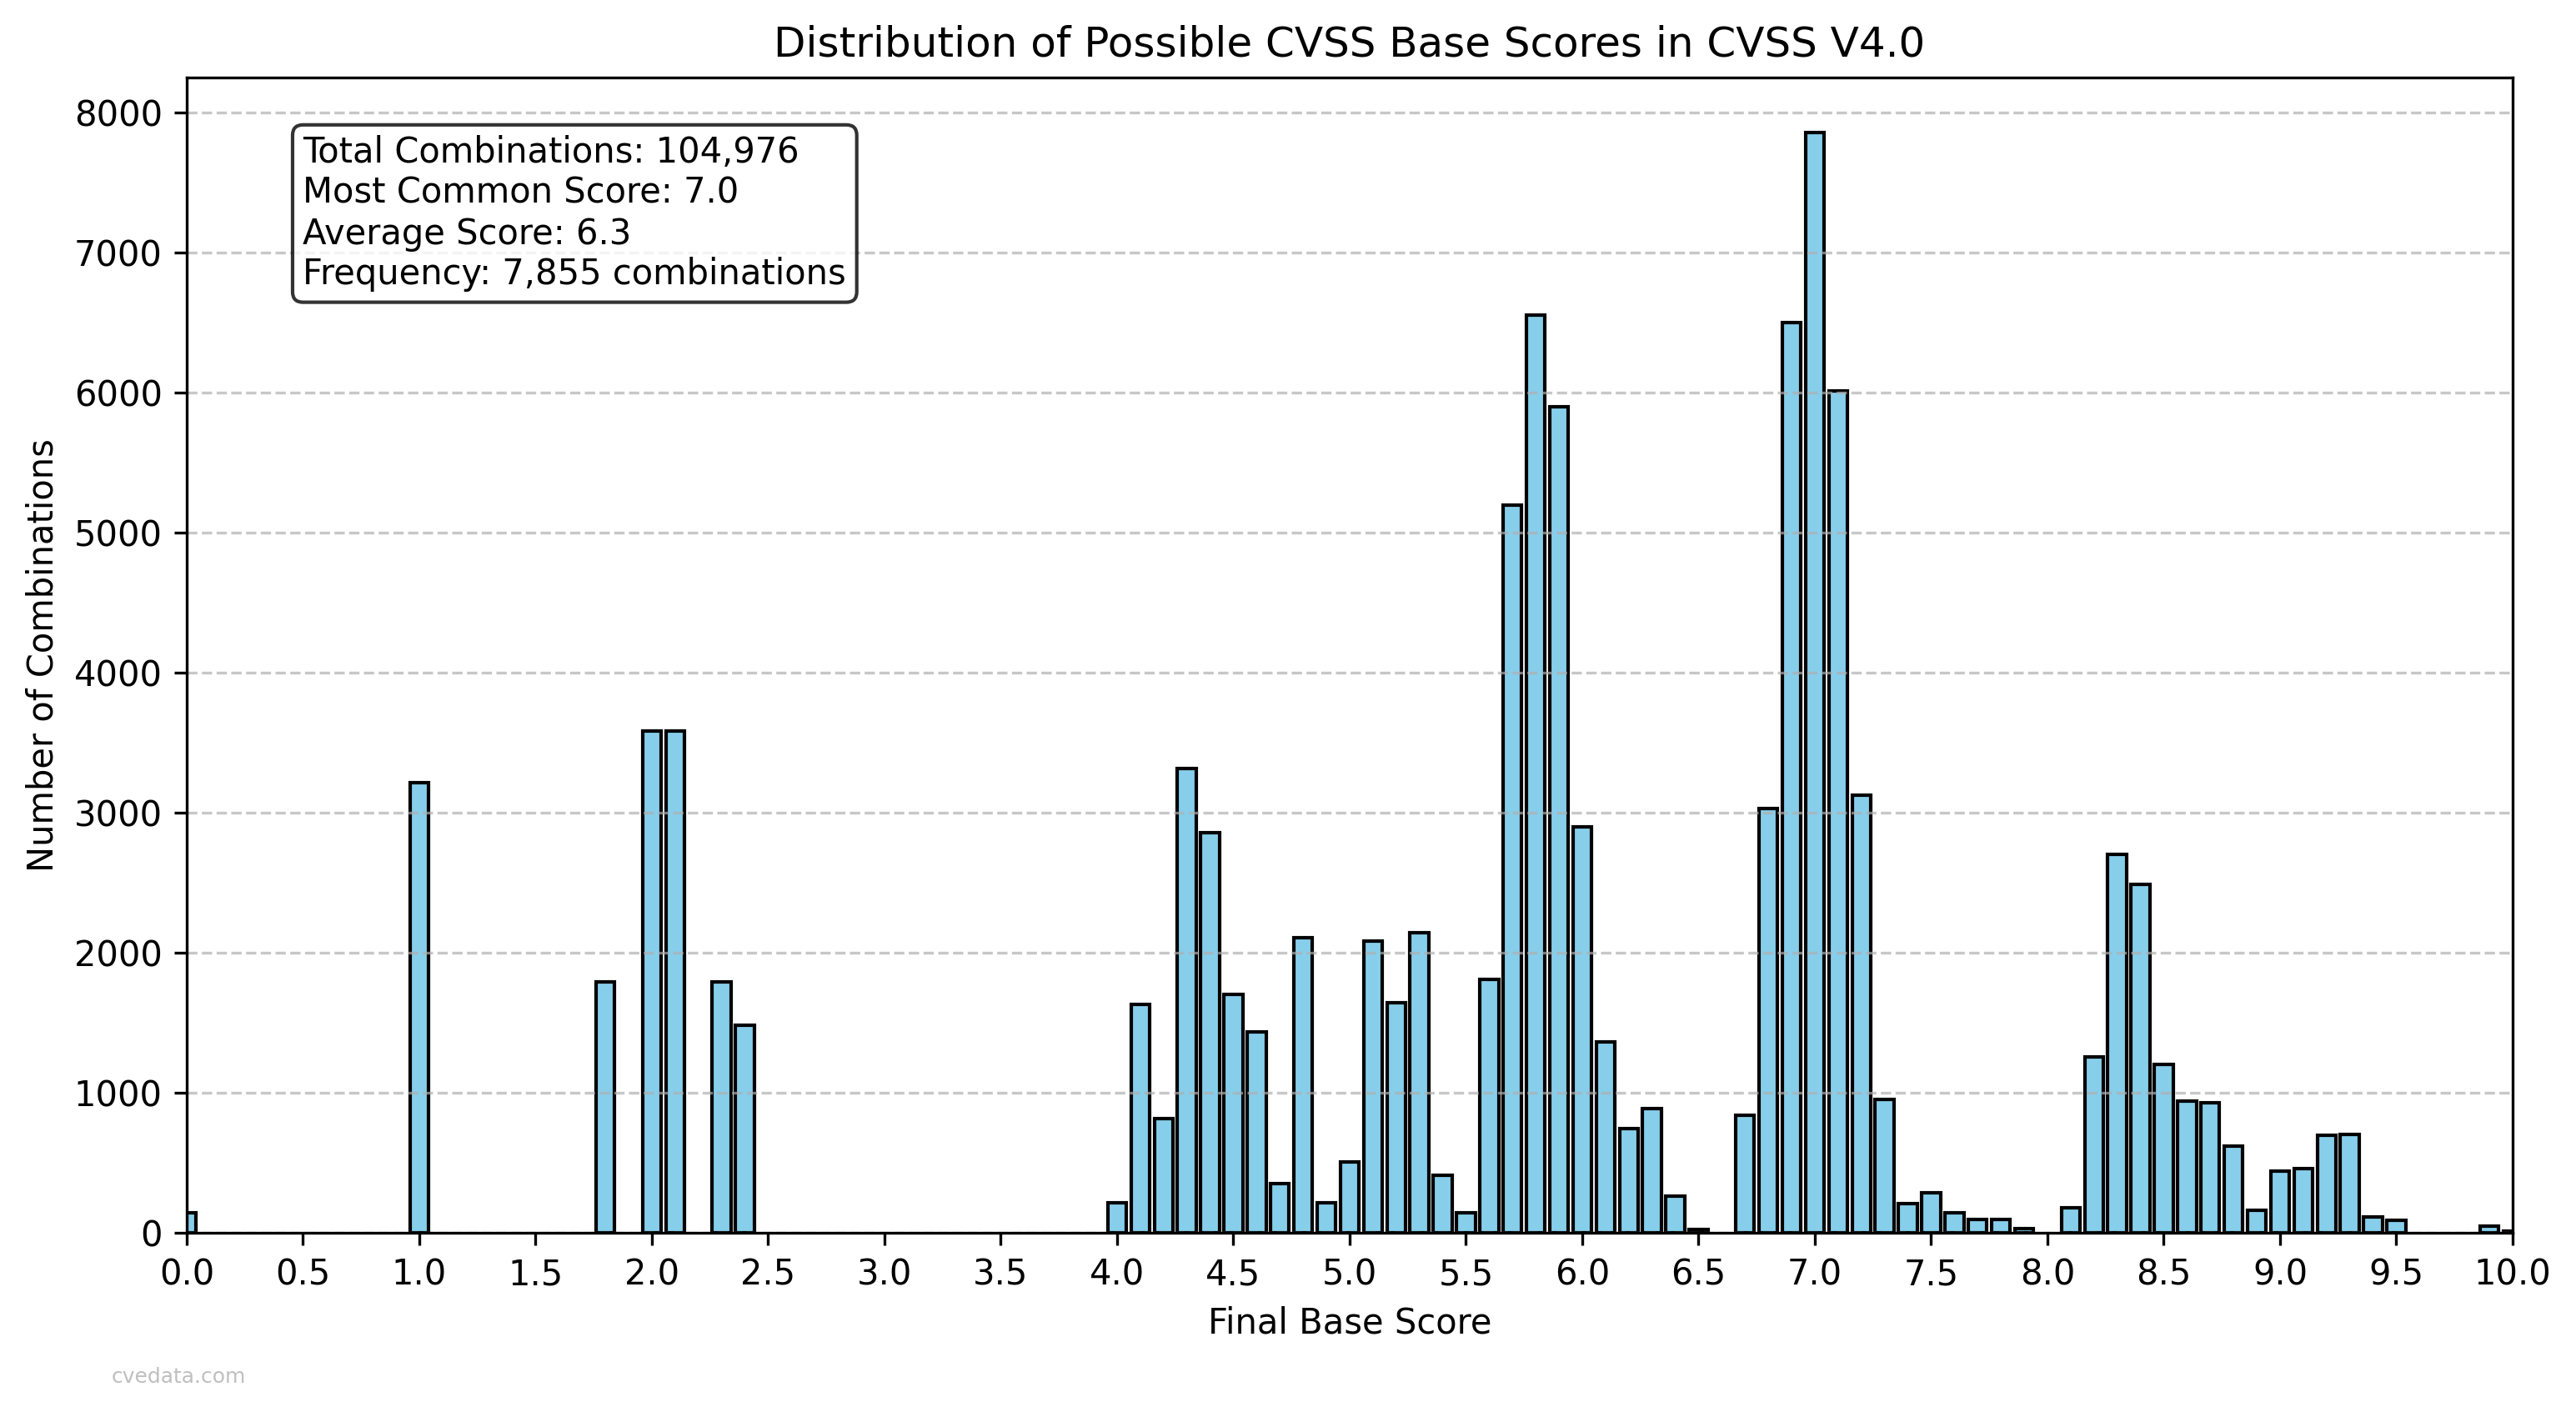 Distribution of Possible CVSS Base Scores in CVSS V4.0
Total Combinations: 104,976
Most Common Score: 7.0
Average Score: 6.3
Frequency: 7,855 combinations
Number of Combinations
8000
7000
6000
5000
4000
3000
2000
1000
0
0.0 0.5 1.0 1.5 2.0 2.5 3.0 3.5 4.0 4.5 5.0 5.5 6.0 6.5 7.0 7.5 8.0 8.5 9.0 9.5 10.0
Final Base Score
cvedata.com